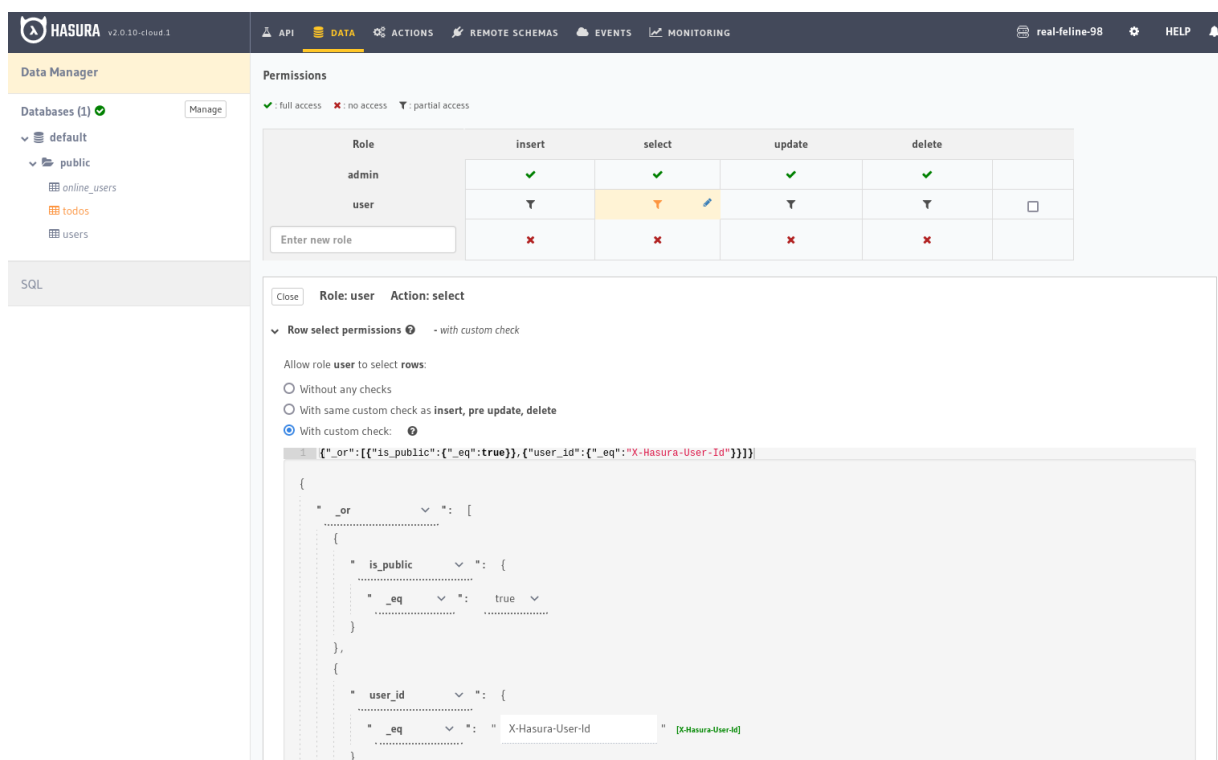 HASURA v2.0.10-cloud.1 API DATA ACTIONS REMOTE SCHEMAS EVENTS MONITORING real-feline-98 HELP
Data Manager
Databases (1) Manage
default
public
online_users
todos
users
SQL
Permissions
: full access : no access : partial access
Role insert select update delete
admin
user
Enter new role
Close Role: user Action: select
Row select permissions - with custom check
Allow role user to select rows:
Without any checks
With same custom check as insert, pre update, delete
With custom check:
1 {"_or":[{"is_public":{"_eq":true}},{"user_id":{"_eq":"X-Hasura-User-Id"}}]}
{
" _or ": [
{
" is_public ": {
" _eq ": true
}
},
{
" user_id ": {
" _eq ": " X-Hasura-User-Id " [X-Hasura-User-Id]
}